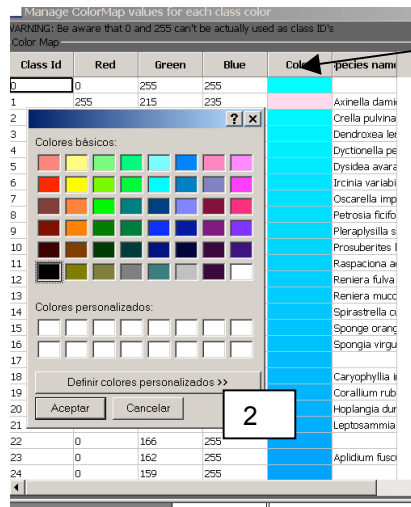 Manage ColorMap values for each class color
WARNING: Be aware that 0 and 255 can't be actually used as class ID's
Color Map
Class Id Red Green Blue Color species name
0 0 255 255
1 255 215 235 Axinella dami
2 Crella pulvina
3 Dendroxea ler
4 Dyctionella pe
5 Dysidea avara
6 Ircinia variabi
7 Oscarella imp
8 Petrosia ficifo
9 Pleraplysilla s
10 Prosuberites l
11 Raspaciona a
12 Reniera fulva
13 Reniera mucc
14 Spirastrella cu
15 Sponge orang
16 Spongia virgu
17
18 Caryophyllia i
19 Corallium rub
20 Hoplangia dur
21 Leptosammia
22 0 166 255
23 0 162 255 Aplidium fusc
24 0 159 255
Colores básicos:
Colores personalizados:
Definir colores personalizados >>
Aceptar Cancelar
2